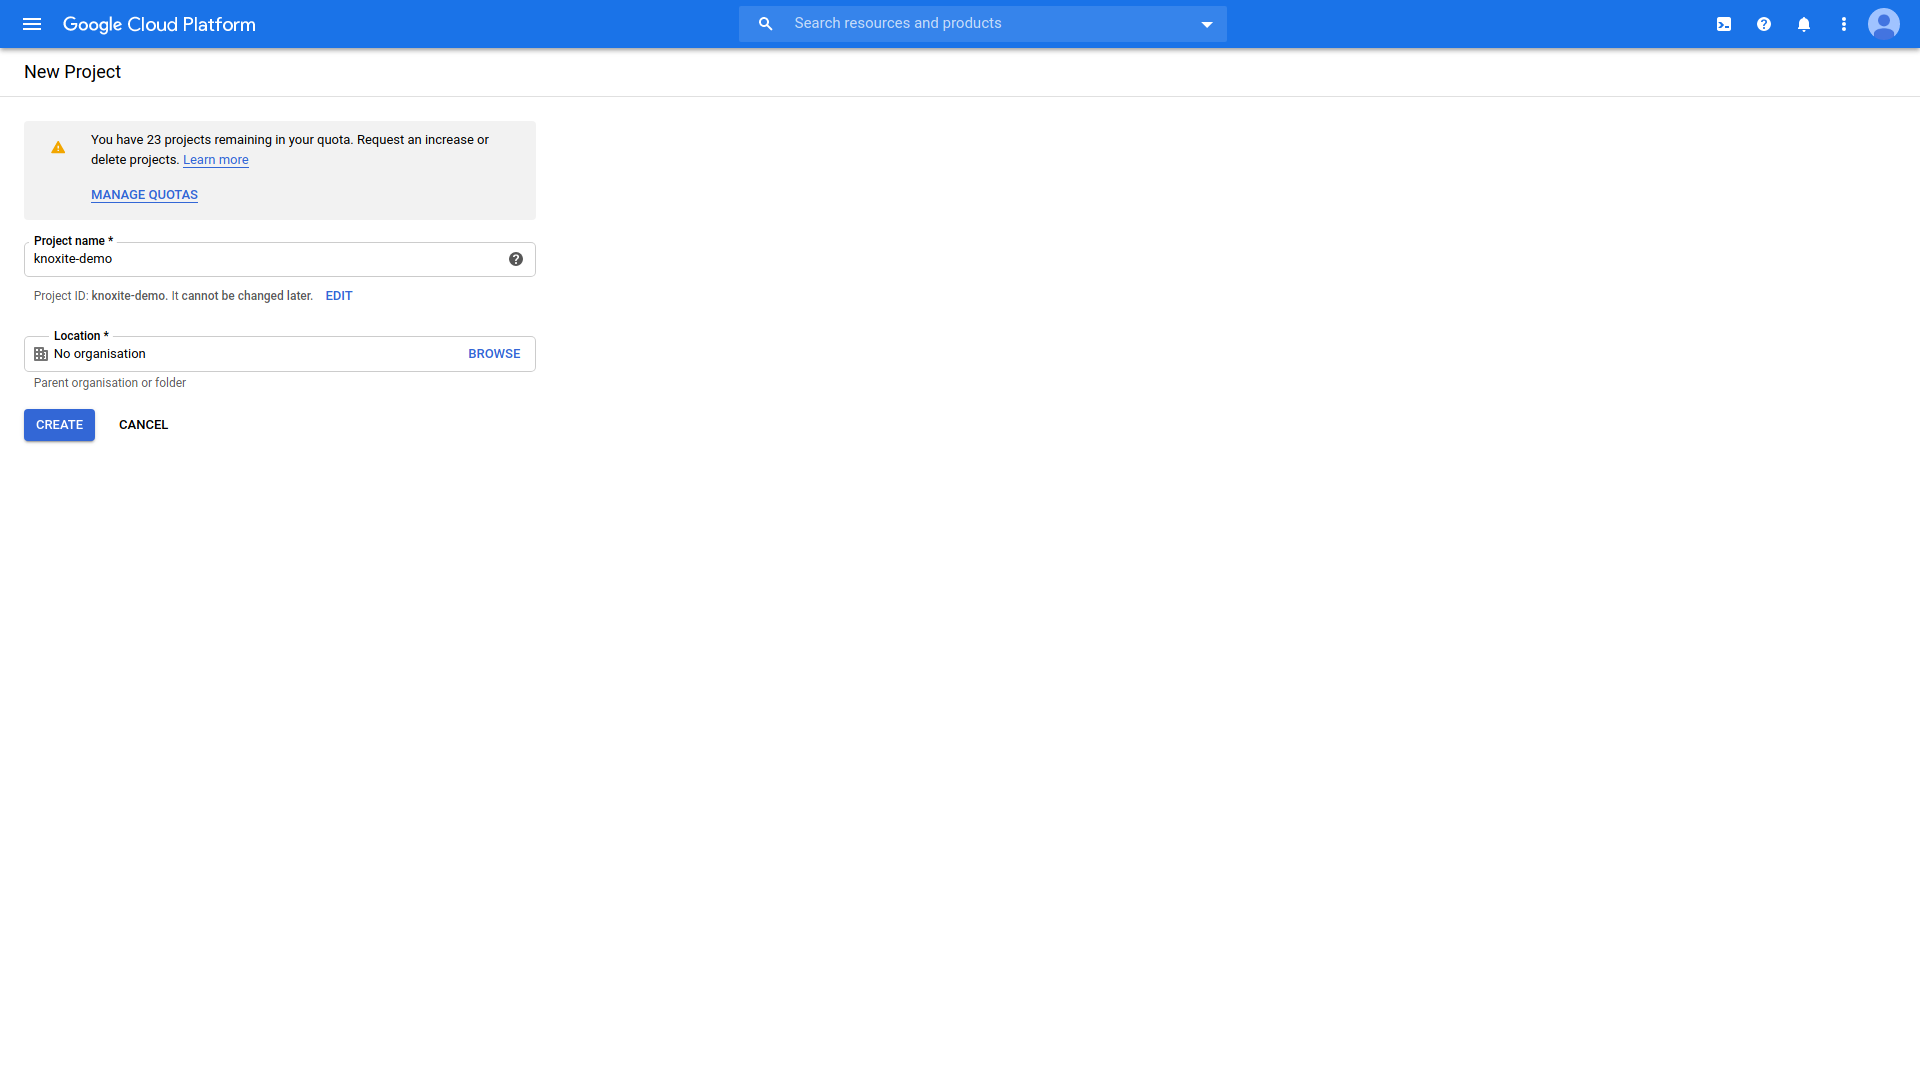 Google Cloud Platform
Search resources and products
New Project
You have 23 projects remaining in your quota. Request an increase or
delete projects. Learn more
MANAGE QUOTAS
Project name *
knoxite-demo
Project ID: knoxite-demo. It cannot be changed later. EDIT
Location *
No organisation BROWSE
Parent organisation or folder
CREATE CANCEL